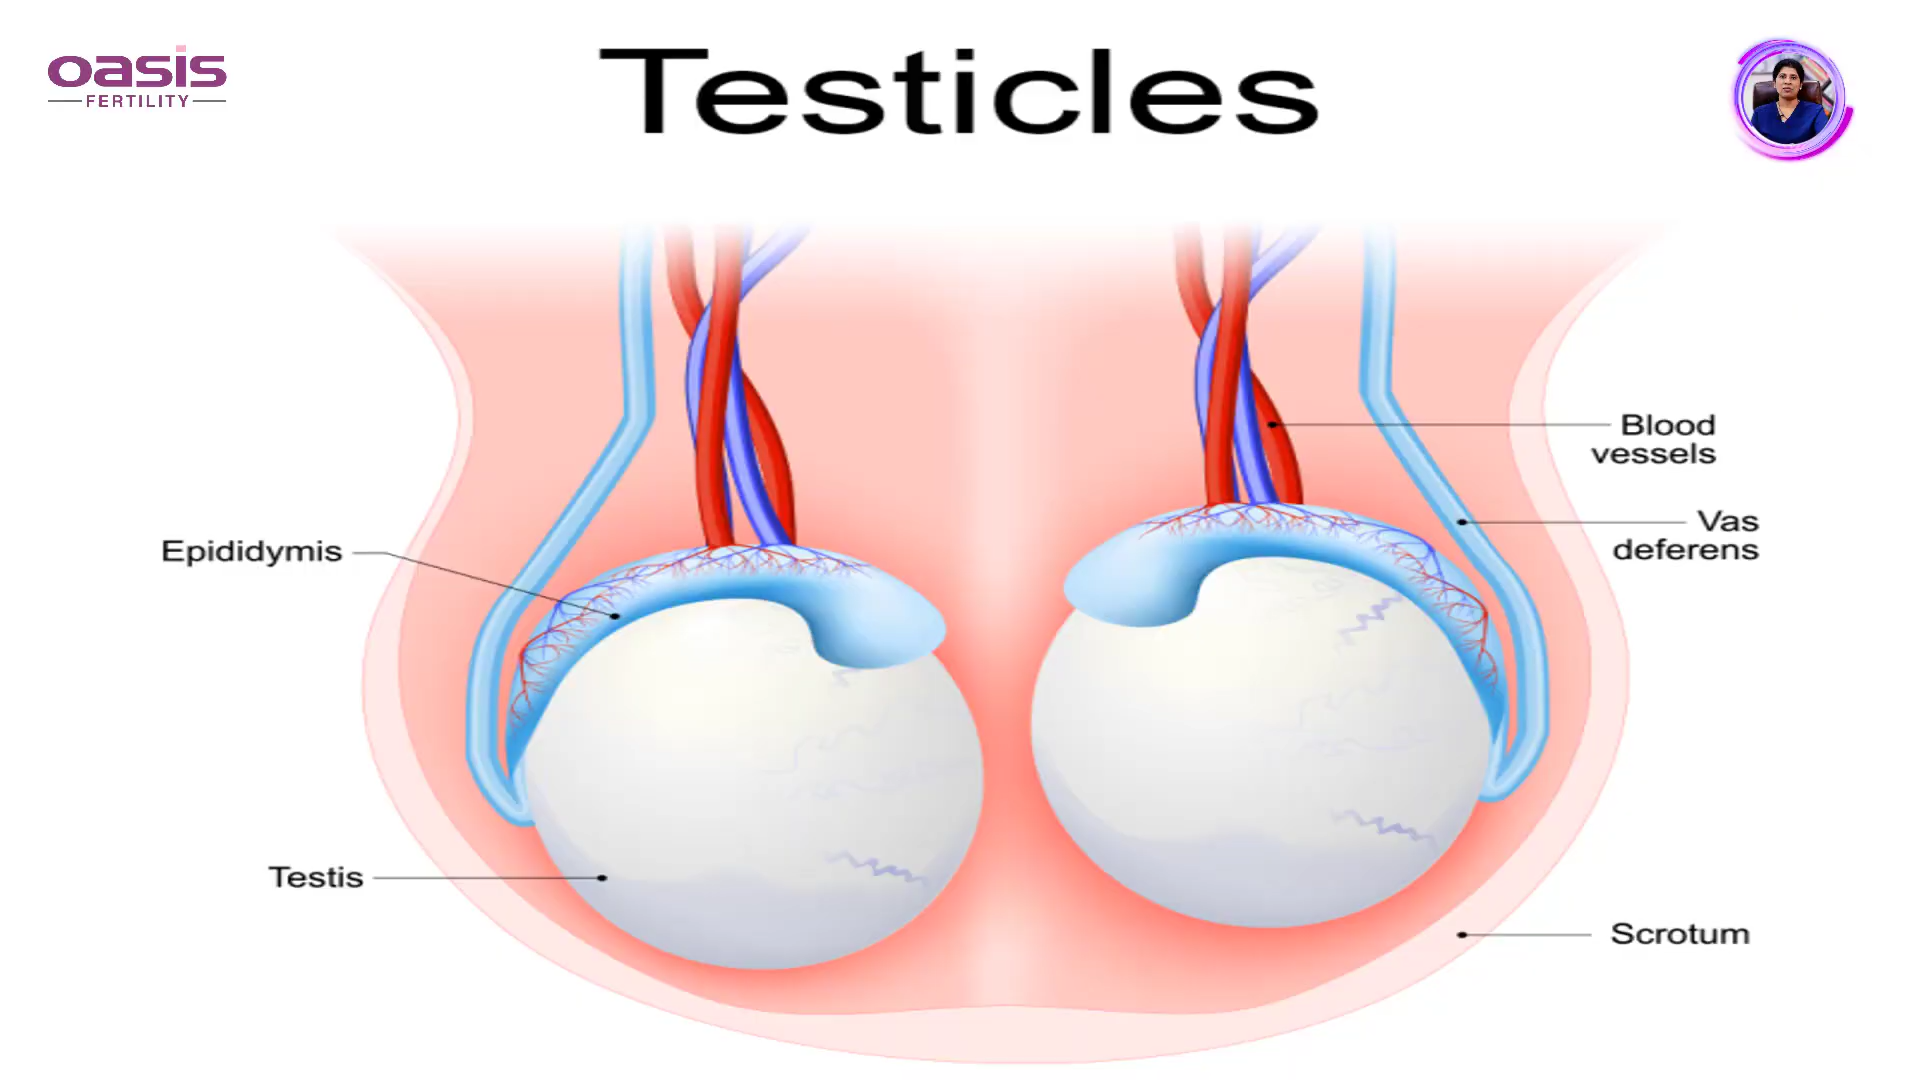 oasis
FERTILITY
Testicles
Blood
vessels
Vas
deferens
Epididymis
Testis
Scrotum